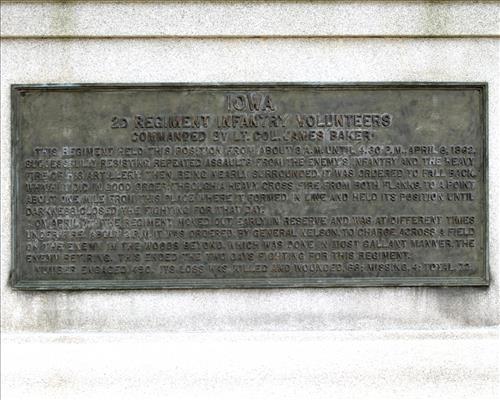 IOWA
2D REGIMENT INFANTRY VOLUNTEERS
COMMANDED BY LT. COL. JAMES BAKER.
THIS REGIMENT HELD THIS POSITION FROM ABOUT 9 A.M. UNTIL 4.30 P.M., APRIL 6, 1862,
SUCCESSFULLY RESISTING REPEATED ASSAULTS FROM THE ENEMY'S INFANTRY AND THE HEAVY
FIRE OF HIS ARTILLERY. THEN, BEING NEARLY SURROUNDED, IT WAS ORDERED TO FALL BACK,
WHICH IT DID IN GOOD ORDER THROUGH A HEAVY CROSS FIRE FROM BOTH FLANKS, TO A POINT
ABOUT ONE MILE FROM THIS PLACE WHERE IT FORMED IN LINE AND HELD ITS POSITION UNTIL
DARKNESS CLOSED THE FIGHTING FOR THAT DAY.
ON APRIL 7TH THE REGIMENT MOVED OUT EARLY IN RESERVE AND WAS AT DIFFERENT TIMES
UNDER FIRE. ABOUT 2 P.M. IT WAS ORDERED BY GENERAL NELSON, TO CHARGE ACROSS A FIELD
ON THE ENEMY IN THE WOODS BEYOND, WHICH WAS DONE IN MOST GALLANT MANNER, THE
ENEMY RETIRING. THIS ENDED THE TWO DAYS FIGHTING FOR THIS REGIMENT.
NUMBER ENGAGED, 490. ITS LOSS WAS KILLED AND WOUNDED, 68; MISSING, 4; TOTAL, 72.